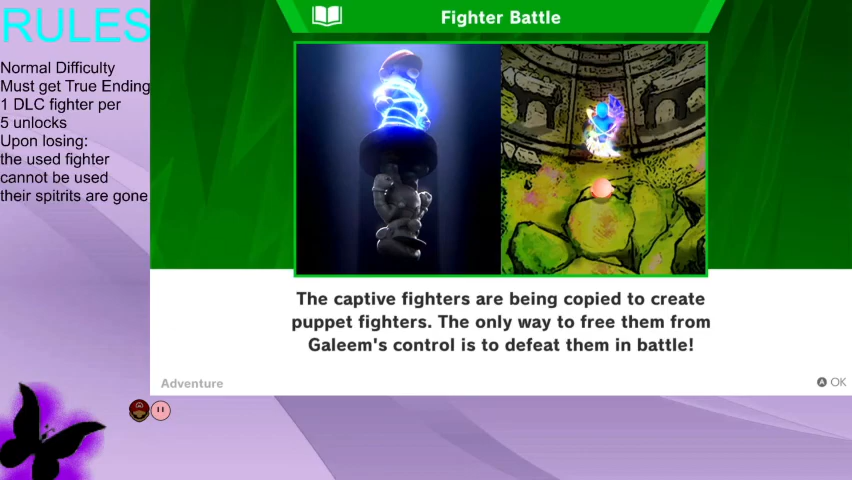 RULES
Normal Difficulty
Must get True Ending
1 DLC fighter per
5 unlocks
Upon losing:
the used fighter
cannot be used
their spitrits are gone
Fighter Battle
The captive fighters are being copied to create
puppet fighters. The only way to free them from
Galeem's control is to defeat them in battle!
Adventure
A OK